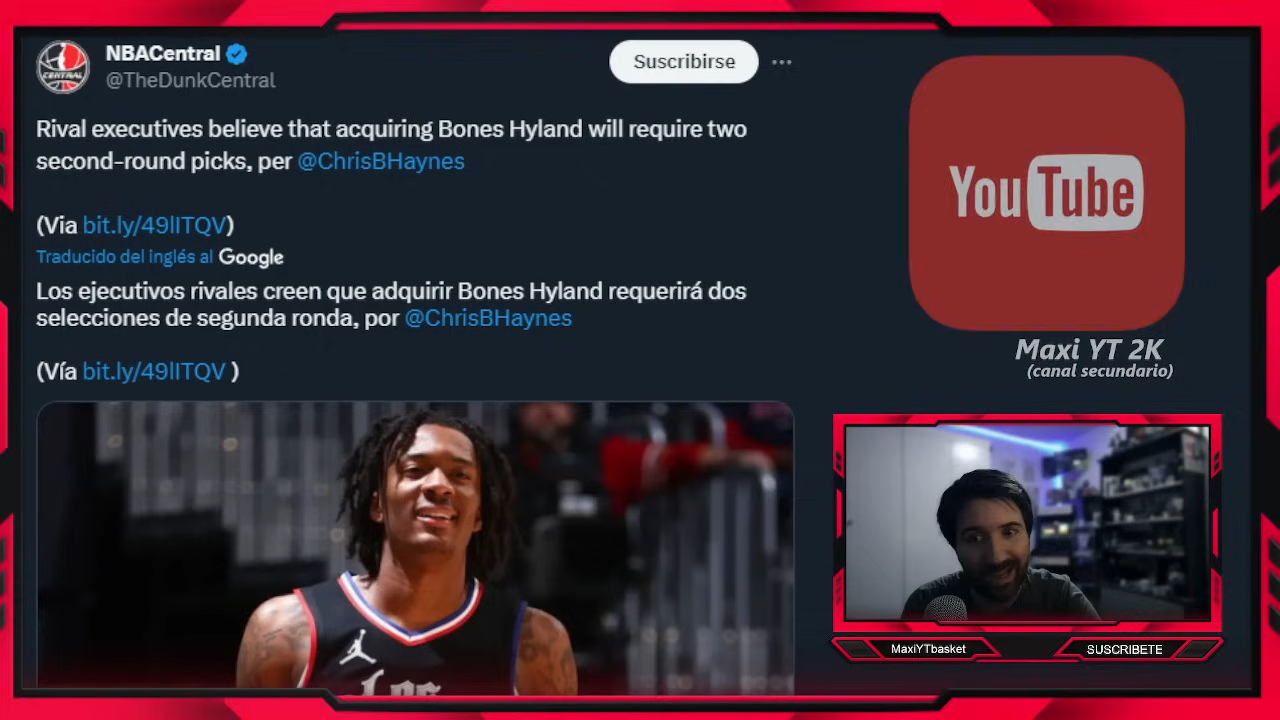 NBACentral
@TheDunkCentral
Suscribirse
Rival executives believe that acquiring Bones Hyland will require two
second-round picks, per @ChrisBHaynes
(Via bit.ly/49lITQV)
Traducido del inglés al Google
Los ejecutivos rivales creen que adquirir Bones Hyland requerirá dos
selecciones de segunda ronda, por @ChrisBHaynes
(Vía bit.ly/49lITQV )
YouTube
Maxi YT 2K
(canal secundario)
CENTRAL
Los
MaxiYTbasket
SUSCRIBETE